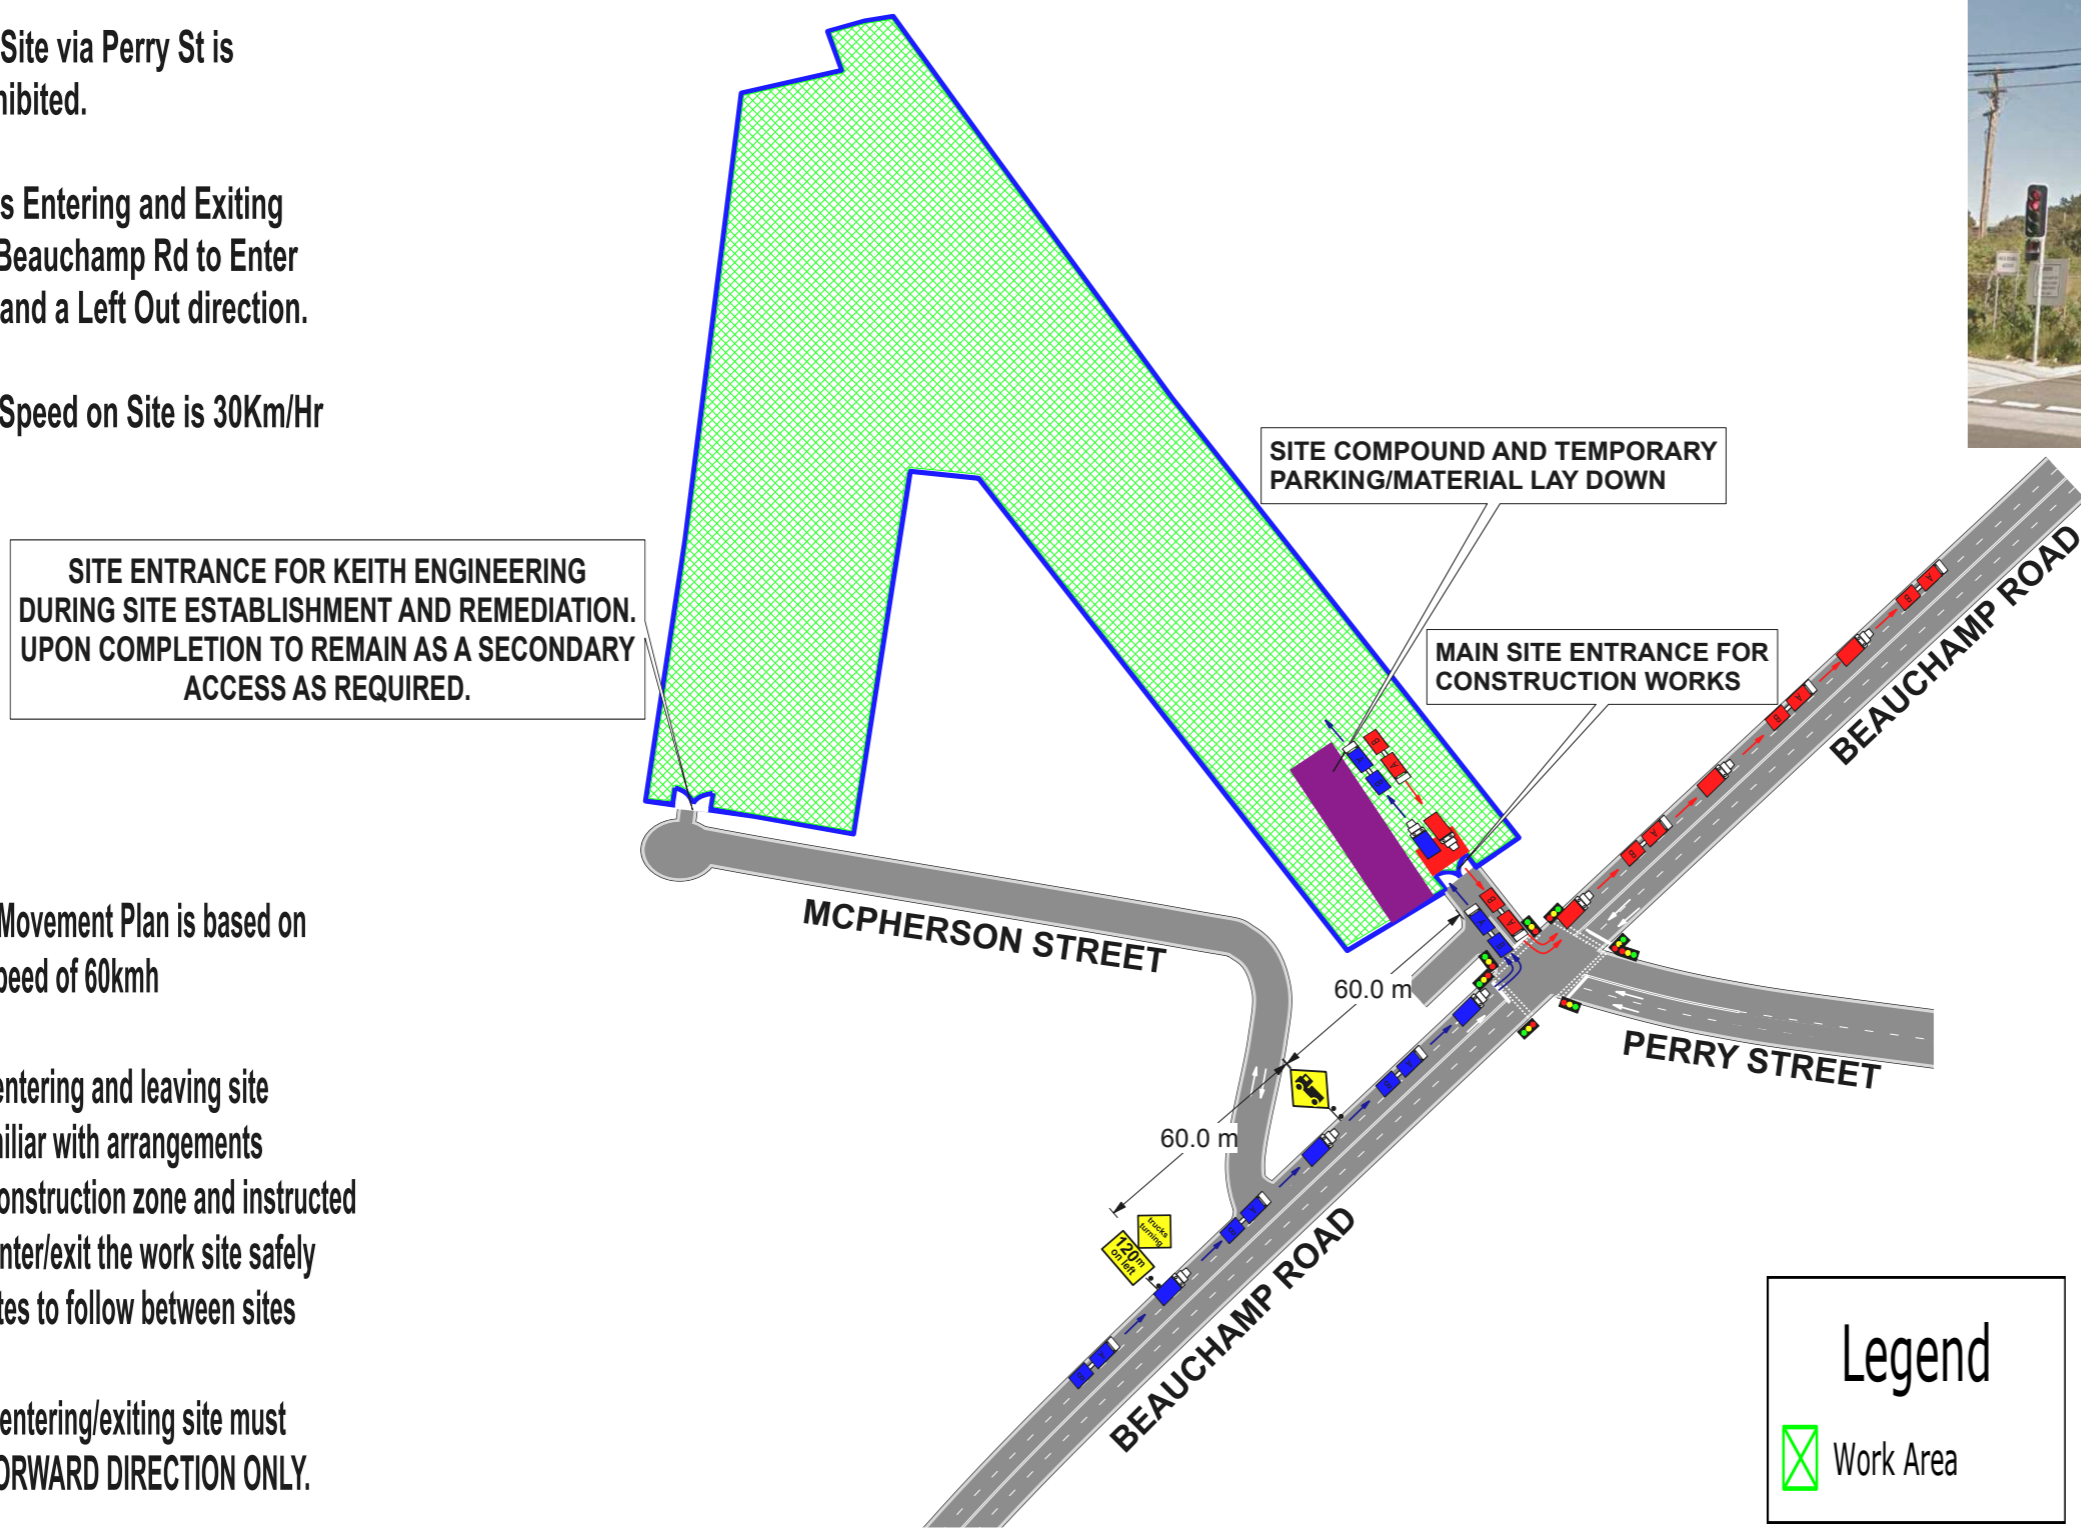 Site via Perry St is
hibited.
s Entering and Exiting
Beauchamp Rd to Enter
and a Left Out direction.
Speed on Site is 30Km/Hr
SITE COMPOUND AND TEMPORARY
PARKING/MATERIAL LAY DOWN
SITE ENTRANCE FOR KEITH ENGINEERING
DURING SITE ESTABLISHMENT AND REMEDIATION.
UPON COMPLETION TO REMAIN AS A SECONDARY
ACCESS AS REQUIRED.
MAIN SITE ENTRANCE FOR
CONSTRUCTION WORKS
BEAUCHAMP ROAD
MCPHERSON STREET
60.0 m
PERRY STREET
60.0 m
trucks
turning
120m
on left
BEAUCHAMP ROAD
Movement Plan is based on
peed of 60kmh
entering and leaving site
niliar with arrangements
construction zone and instructed
nter/exit the work site safely
tes to follow between sites
entering/exiting site must
ORWARD DIRECTION ONLY.
Legend
Work Area